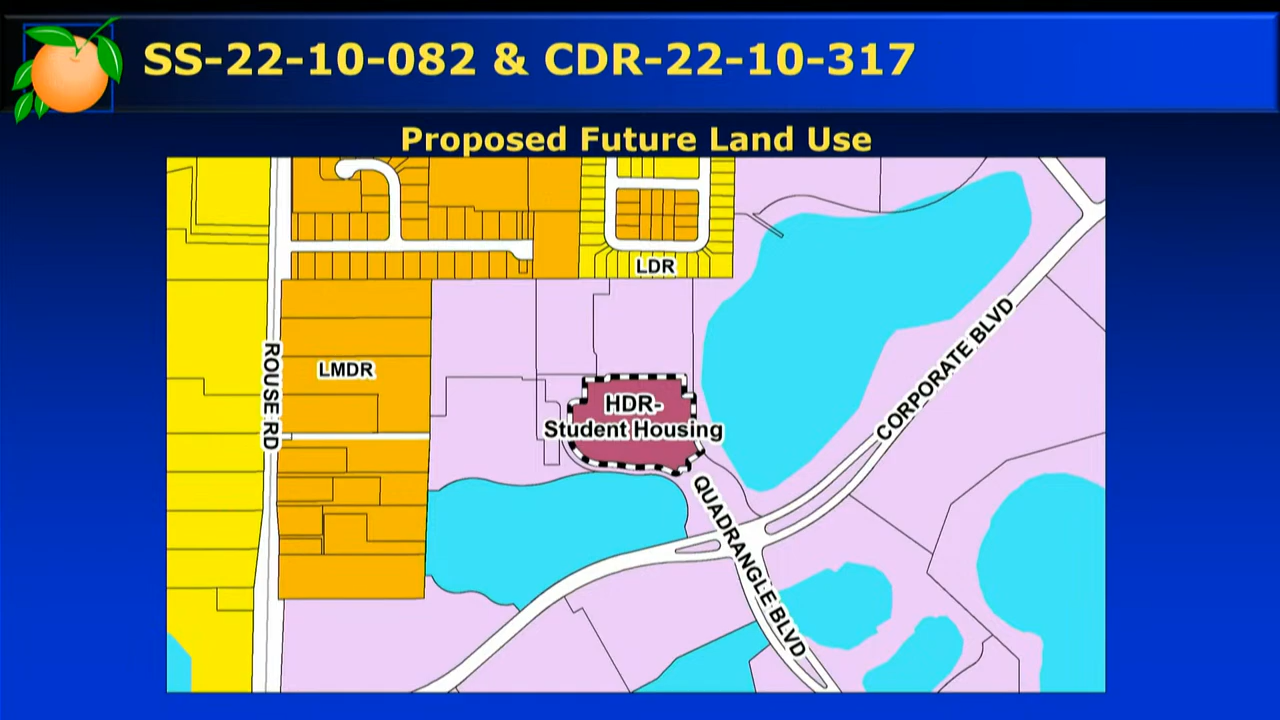 SS-22-10-082 & CDR-22-10-317
Proposed Future Land Use
LDR
ROUSE RD
LMDR
HDR-
Student Housing
CORPORATE BLVD
QUADRANGLE BLVD